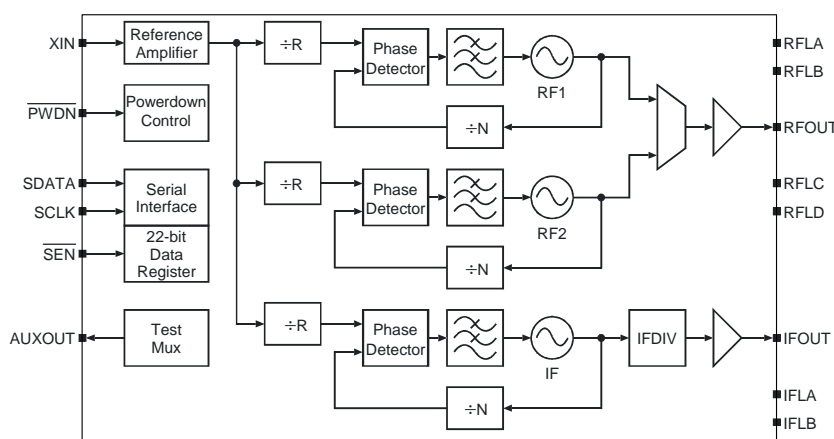 XIN
Reference
Amplifier
÷R
Phase
Detector
RF1
÷N
RFLA
RFLB
PWDN
Powerdown
Control
RFOUT
SDATA
SCLK
Serial
Interface
÷R
Phase
Detector
RF2
÷N
RFLC
RFLD
SEN
22-bit
Data
Register
AUXOUT
Test
Mux
÷R
Phase
Detector
IF
÷N
IFDIV
IFOUT
IFLA
IFLB